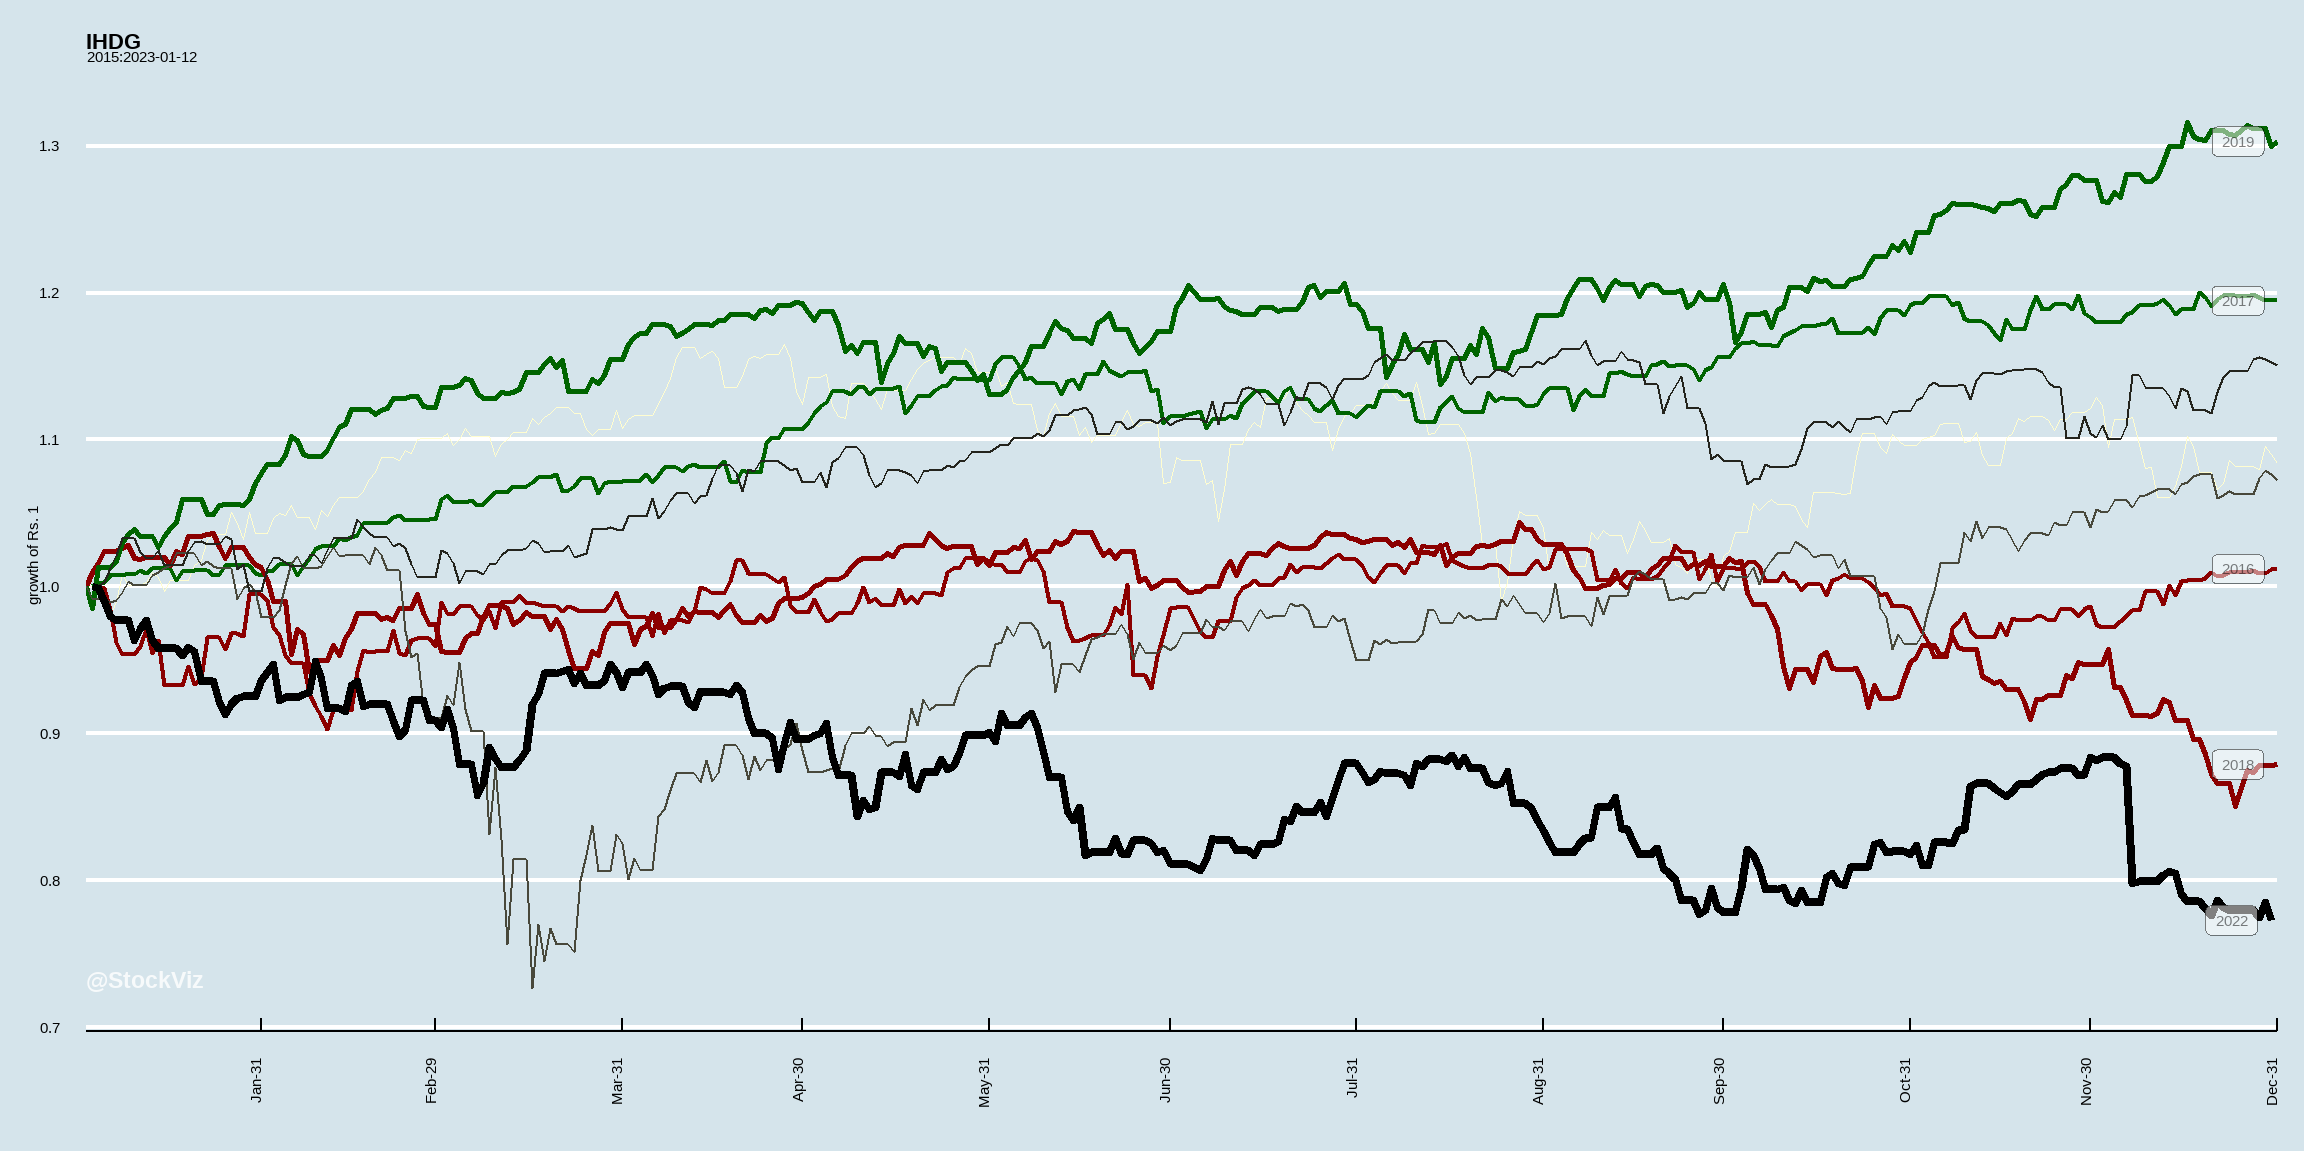 IHDG
2015:2023-01-12
growth of Rs. 1
1.3
1.2
1.1
1.0
0.9
0.8
0.7
2019
2017
2016
2018
2022
@StockViz
Jan-31
Feb-29
Mar-31
Apr-30
May-31
Jun-30
Jul-31
Aug-31
Sep-30
Oct-31
Nov-30
Dec-31